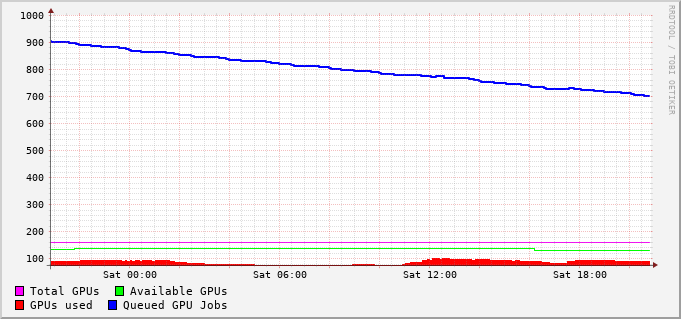 1000
900
800
700
600
500
400
300
200
100
Sat 00:00 Sat 06:00 Sat 12:00 Sat 18:00
Total GPUs Available GPUs
GPUs used Queued GPU Jobs
RRDTOOL / TOBI OETIKER